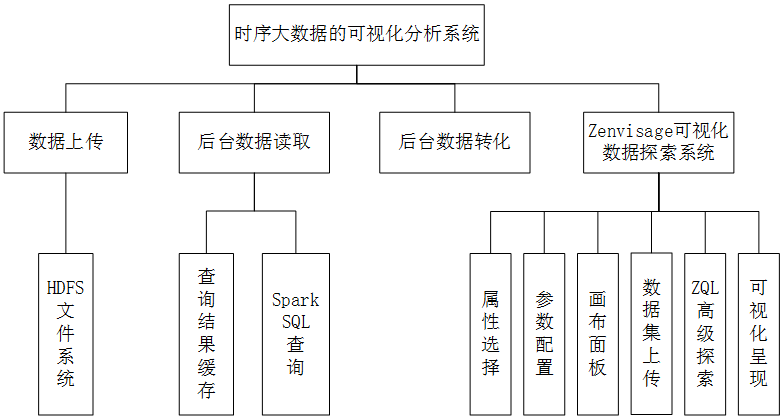 时序大数据的可视化分析系统
数据上传
后台数据读取
后台数据转化
Zenvisage可视化
数据探索系统
HDFS
文件系统
查询结果缓存
Spark
SQL
查询
属性选择
参数配置
画布面板
数据集上传
ZQL
高级探索
可视化呈现